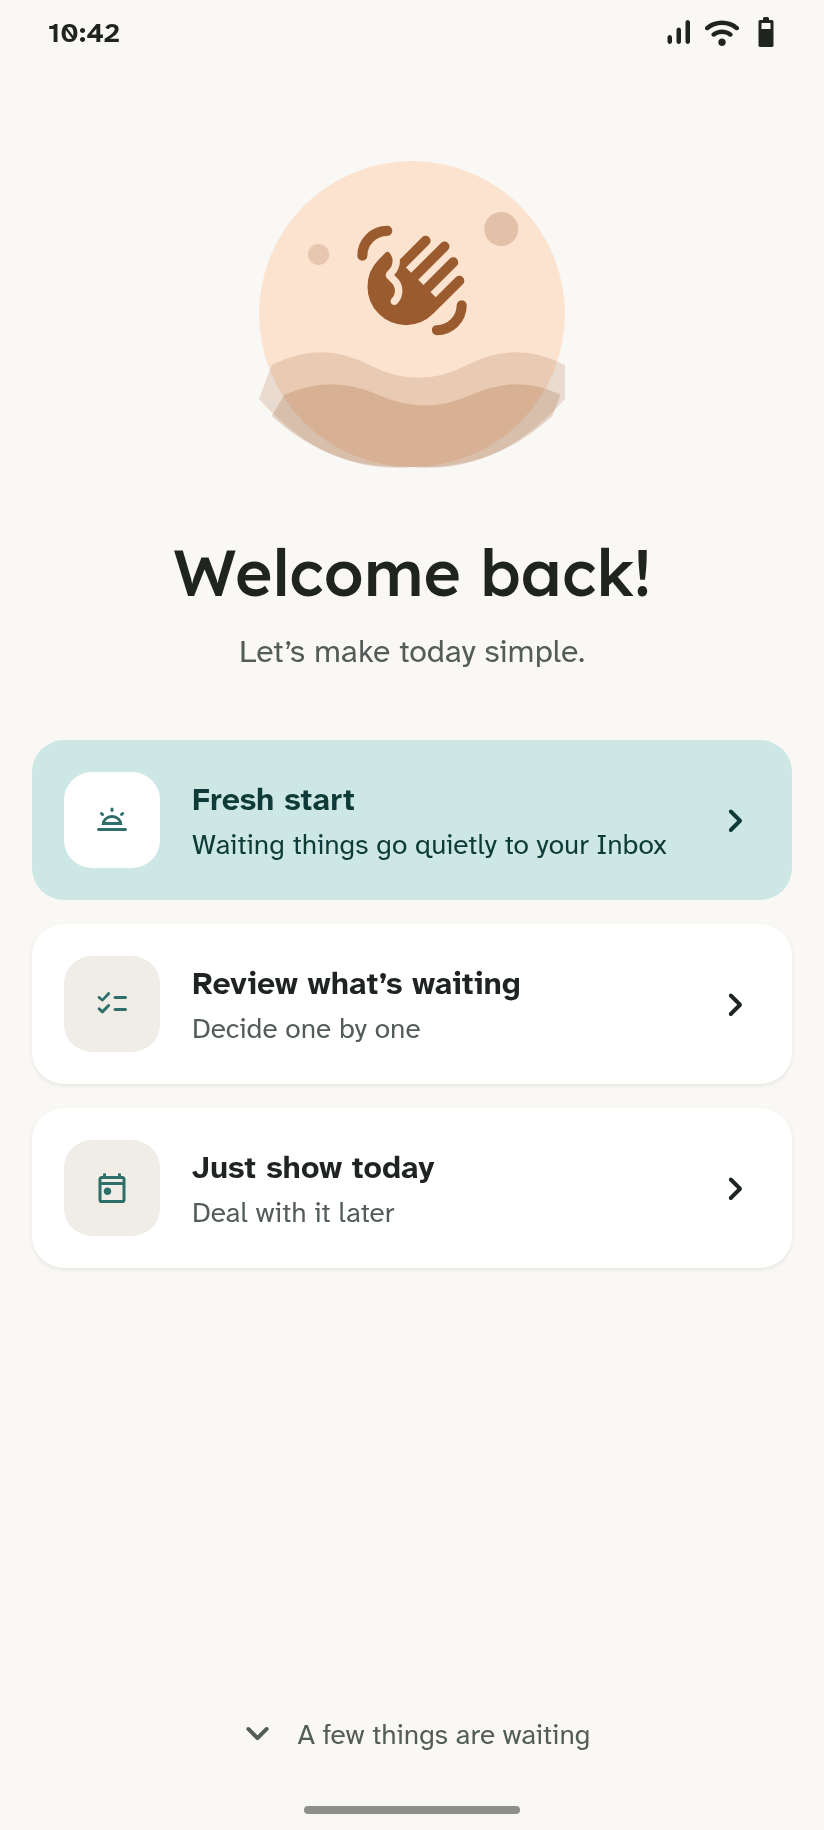 10:42
Welcome back!
Let’s make today simple.
Fresh start
Waiting things go quietly to your Inbox
Review what’s waiting
Decide one by one
Just show today
Deal with it later
A few things are waiting